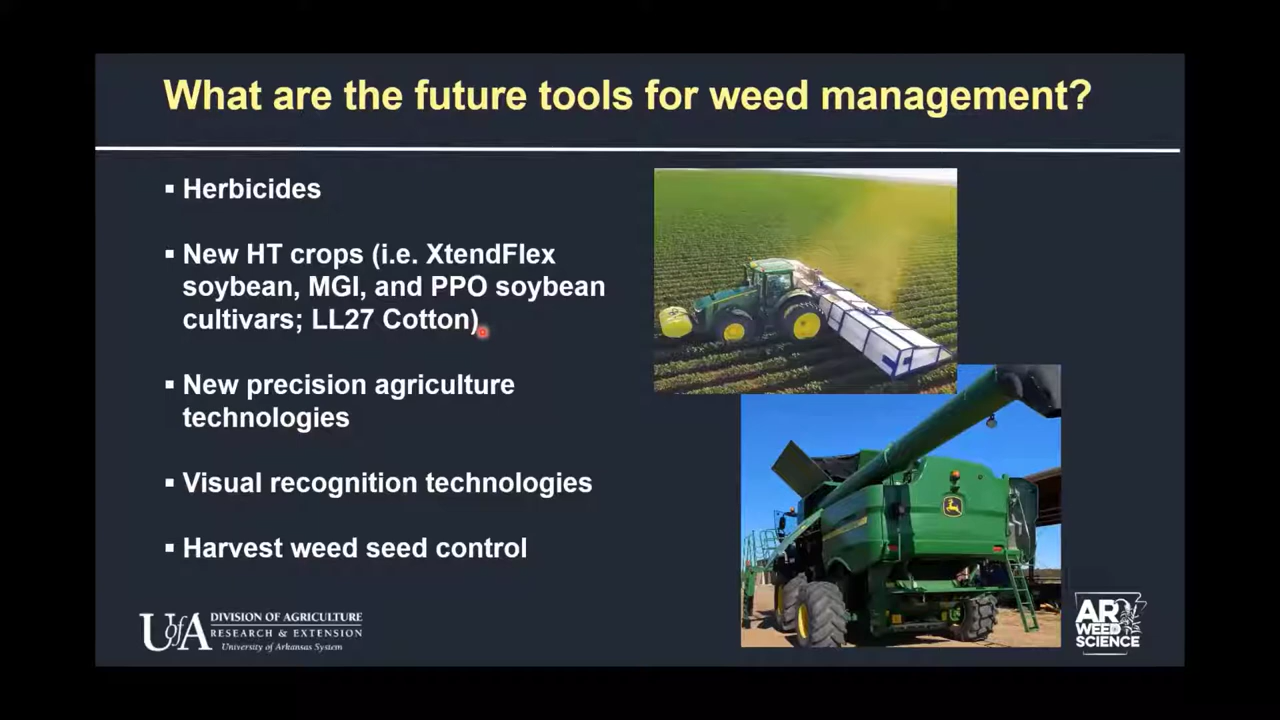 What are the future tools for weed management?
▪ Herbicides
▪ New HT crops (i.e. XtendFlex
soybean, MGI, and PPO soybean
cultivars; LL27 Cotton)
▪ New precision agriculture
technologies
▪ Visual recognition technologies
▪ Harvest weed seed control
UofA
DIVISION OF AGRICULTURE
RESEARCH & EXTENSION
University of Arkansas System
AR
WEED
SCIENCE